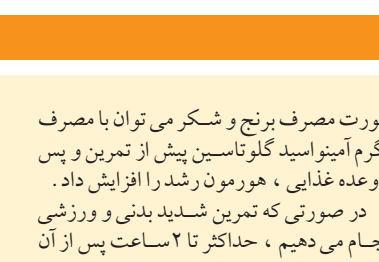 ورت مصرف برنج و شکر می توان با مصرف
گرم آمینواسید گلوتاسین پیش از تمرین و پس
وعده غذایی ، هورمون رشد را افزایش داد .
در صورتی که تمرین شدید بدنی و ورزشی
جام می دهیم ، حداکثر تا ۲ ساعت پس از آن